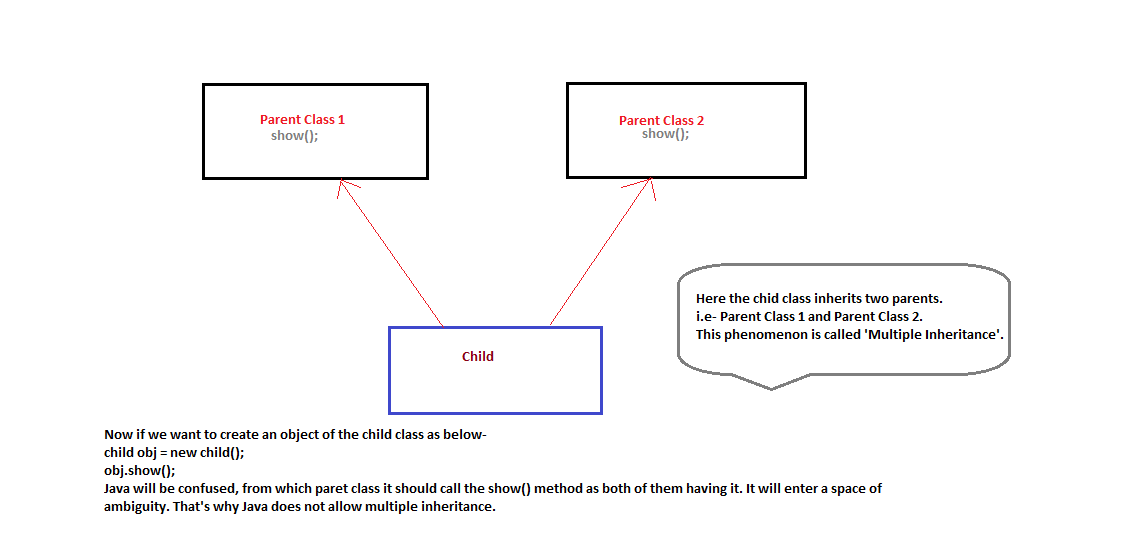 Parent Class 1
show();
Parent Class 2
show();
Here the chid class inherits two parents.
i.e- Parent Class 1 and Parent Class 2.
This phenomenon is called 'Multiple Inheritance'.
Child
Now if we want to create an object of the child class as below-
child obj = new child();
obj.show();
Java will be confused, from which paret class it should call the show() method as both of them having it. It will enter a space of
ambiguity. That's why Java does not allow multiple inheritance.